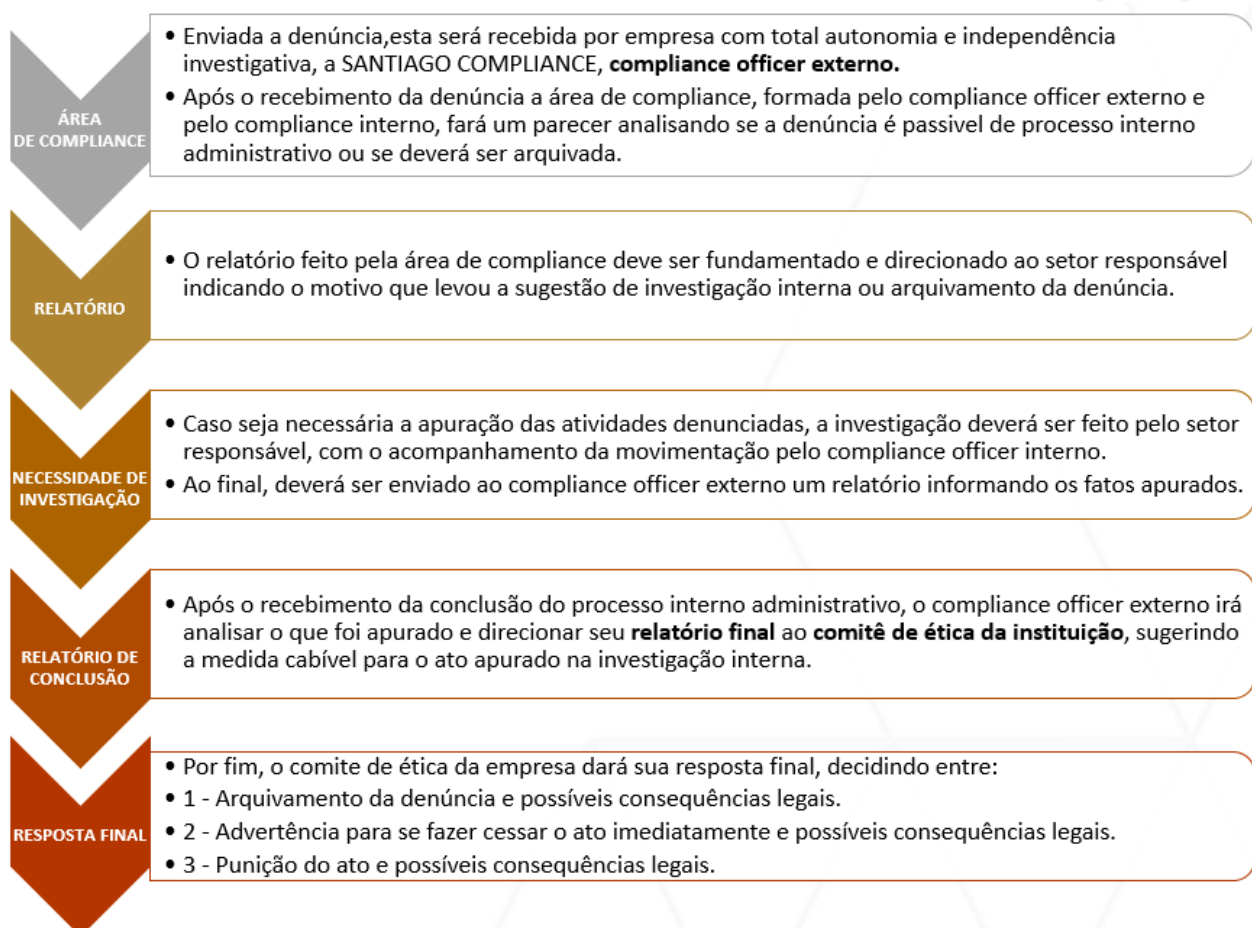 ÁREA
DE COMPLIANCE
• Enviada a denúncia,esta será recebida por empresa com total autonomia e independência
investigativa, a SANTIAGO COMPLIANCE, compliance officer externo.
• Após o recebimento da denúncia a área de compliance, formada pelo compliance officer externo e
pelo compliance interno, fará um parecer analisando se a denúncia é passivel de processo interno
administrativo ou se deverá ser arquivada.
RELATÓRIO
• O relatório feito pela área de compliance deve ser fundamentado e direcionado ao setor responsável
indicando o motivo que levou a sugestão de investigação interna ou arquivamento da denúncia.
NECESSIDADE DE
INVESTIGAÇÃO
• Caso seja necessária a apuração das atividades denunciadas, a investigação deverá ser feito pelo setor
responsável, com o acompanhamento da movimentação pelo compliance officer interno.
• Ao final, deverá ser enviado ao compliance officer externo um relatório informando os fatos apurados.
RELATÓRIO DE
CONCLUSÃO
• Após o recebimento da conclusão do processo interno administrativo, o compliance officer externo irá
analisar o que foi apurado e direcionar seu relatório final ao comitê de ética da instituição, sugerindo
a medida cabível para o ato apurado na investigação interna.
RESPOSTA FINAL
• Por fim, o comite de ética da empresa dará sua resposta final, decidindo entre:
• 1 - Arquivamento da denúncia e possíveis consequências legais.
• 2 - Advertência para se fazer cessar o ato imediatamente e possíveis consequências legais.
• 3 - Punição do ato e possíveis consequências legais.